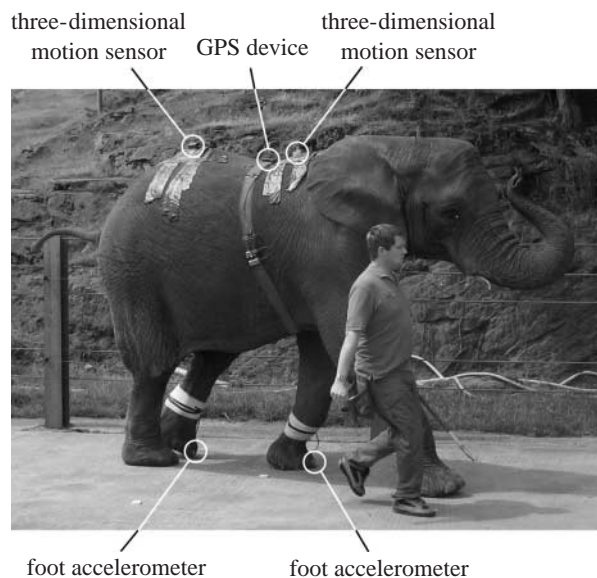 three-dimensional
motion sensor
GPS device
three-dimensional
motion sensor
foot accelerometer
foot accelerometer